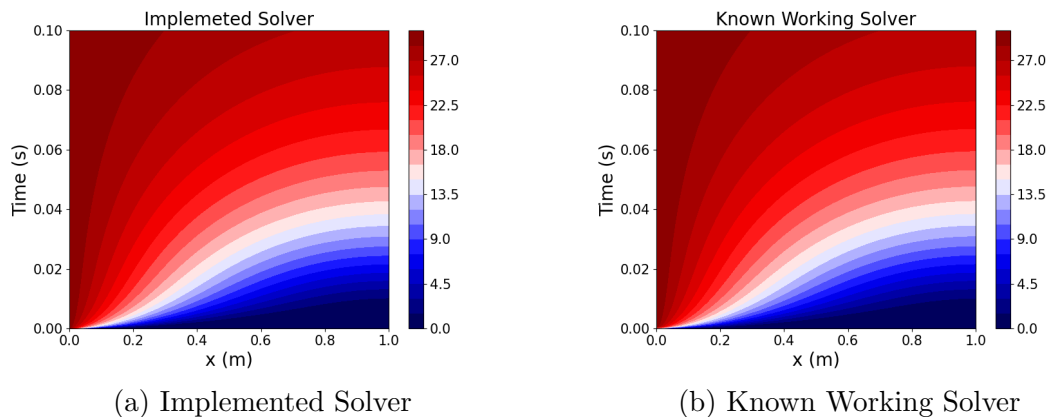 Implemeted Solver
0.10
0.08
0.06
0.04
0.02
0.00
Time (s)
0.0 0.2 0.4 0.6 0.8 1.0
x (m)
27.0
22.5
18.0
13.5
9.0
4.5
0.0
(a) Implemented Solver
Known Working Solver
0.10
0.08
0.06
0.04
0.02
0.00
Time (s)
0.0 0.2 0.4 0.6 0.8 1.0
x (m)
27.0
22.5
18.0
13.5
9.0
4.5
0.0
(b) Known Working Solver